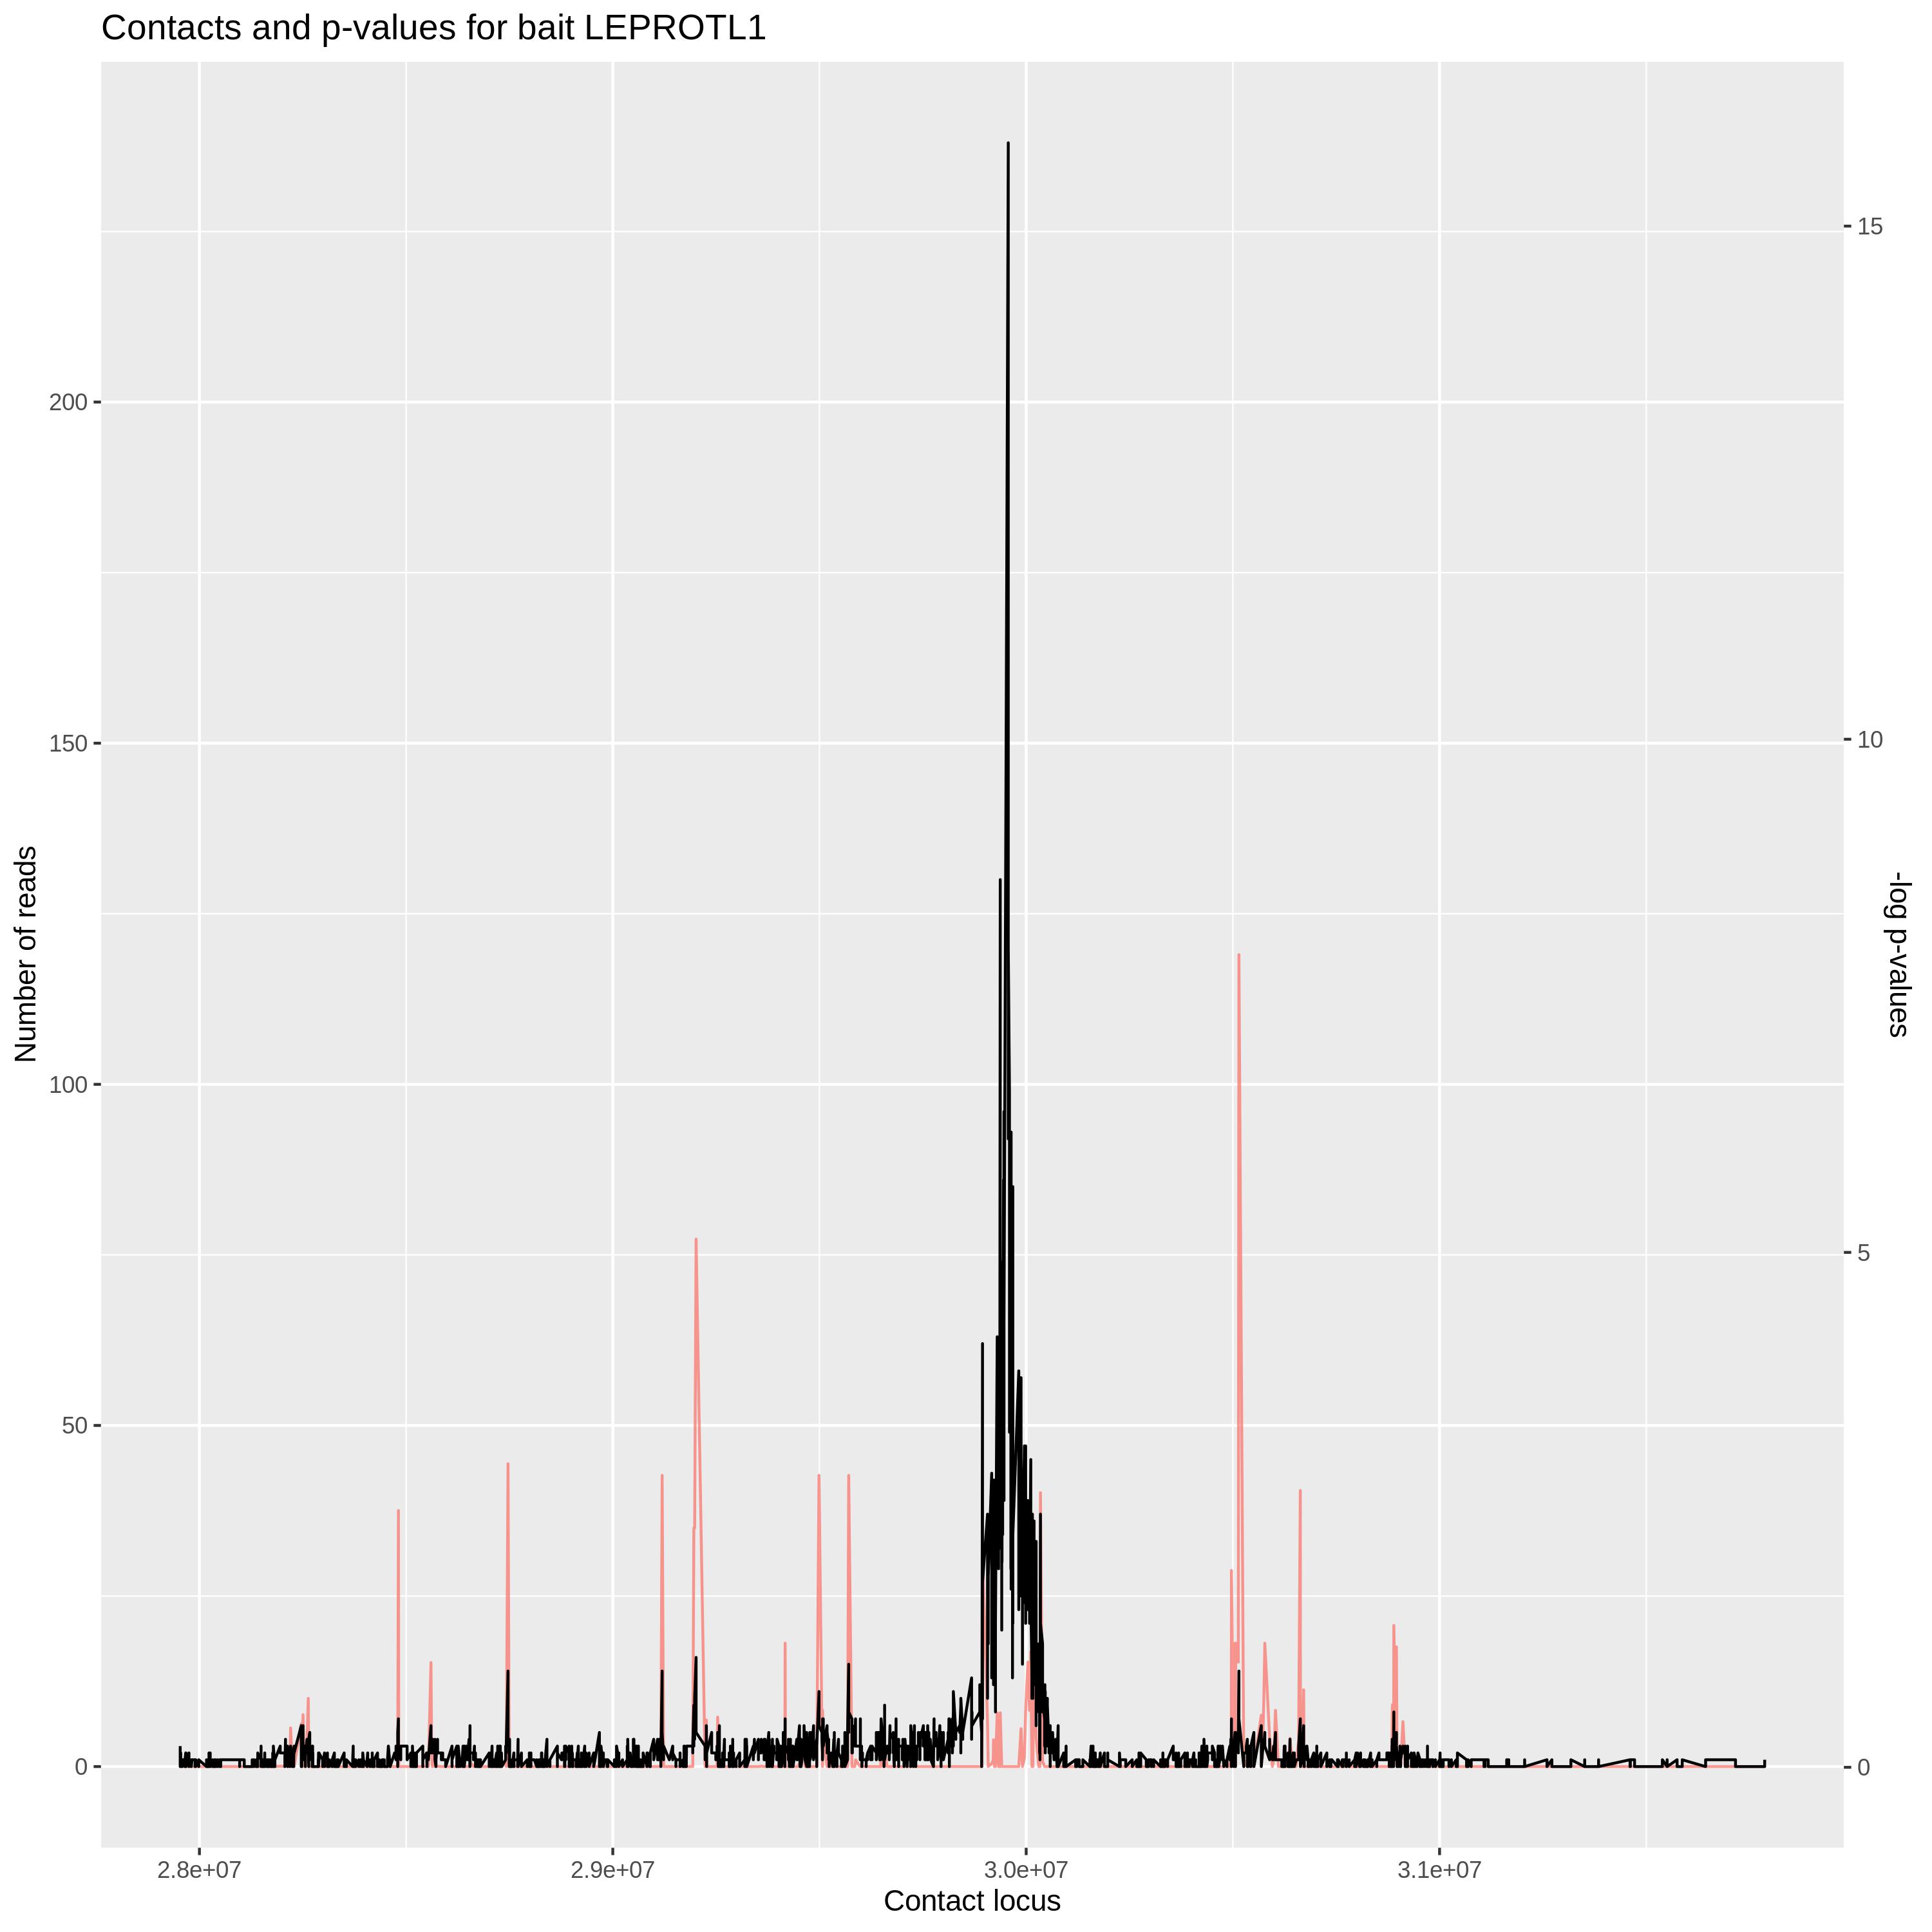 Contacts and p-values for bait LEPROTL1
Number of reads
200
150
100
50
0
15
10
5
0
-log p-values
2.8e+07 2.9e+07 3.0e+07 3.1e+07
Contact locus